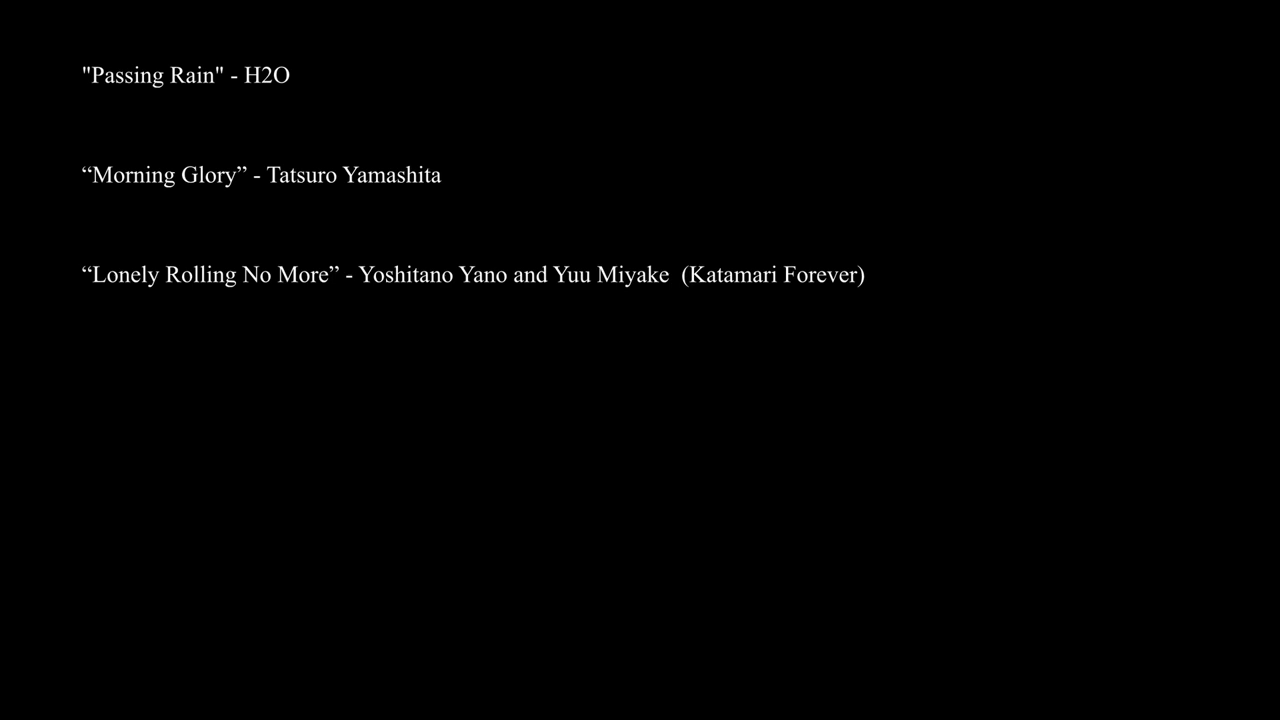 "Passing Rain" - H2O
“Morning Glory” - Tatsuro Yamashita
“Lonely Rolling No More” - Yoshitano Yano and Yuu Miyake  (Katamari Forever)